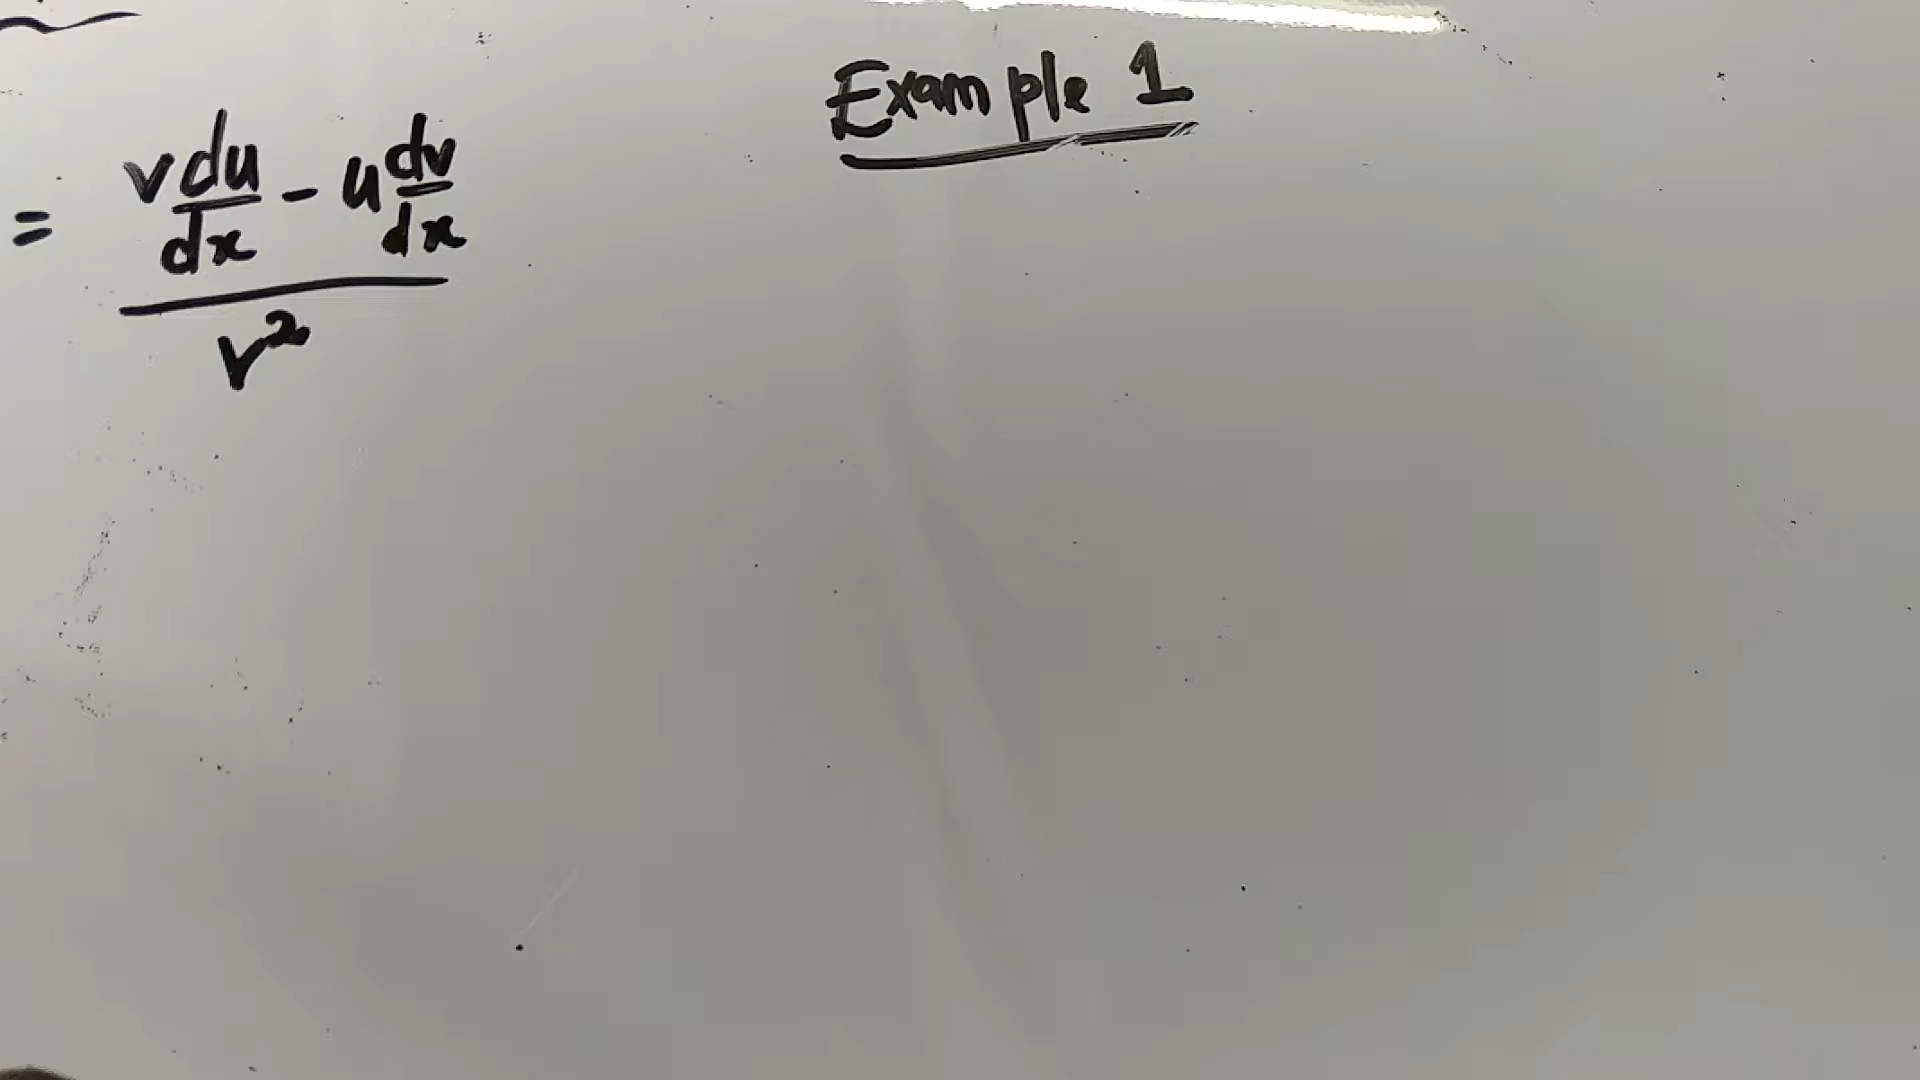 Example 1
= (v du/dx - u dv/dx) / v²